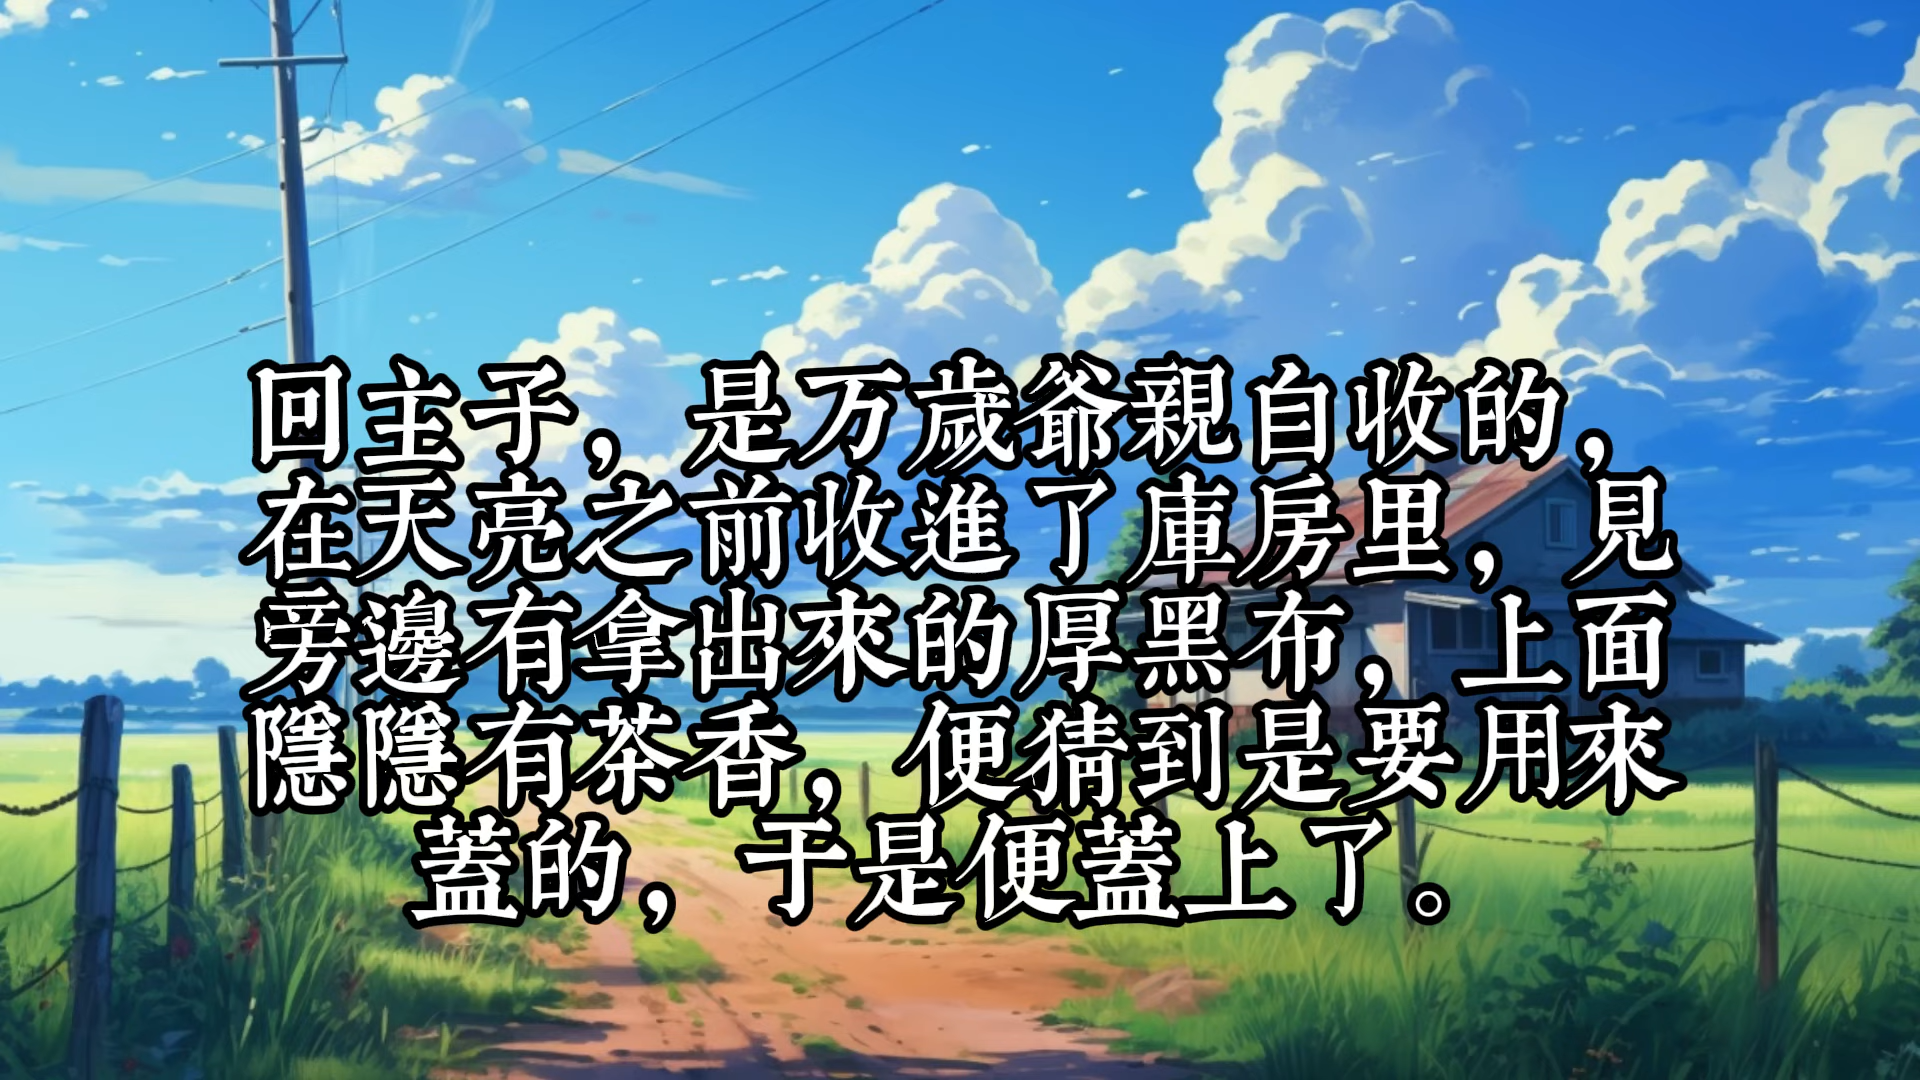 回主子，是万歲爺親自收的，
在天亮之前收進了庫房里，見
旁邊有拿出來的厚黑布，上面
隱隱有茶香，便猜到是要用來
蓋的，于是便蓋上了。